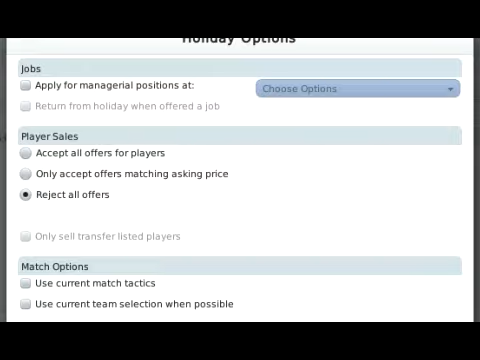 Holiday Options
Jobs
Apply for managerial positions at:
Choose Options
Return from holiday when offered a job
Player Sales
Accept all offers for players
Only accept offers matching asking price
Reject all offers
Only sell transfer listed players
Match Options
Use current match tactics
Use current team selection when possible